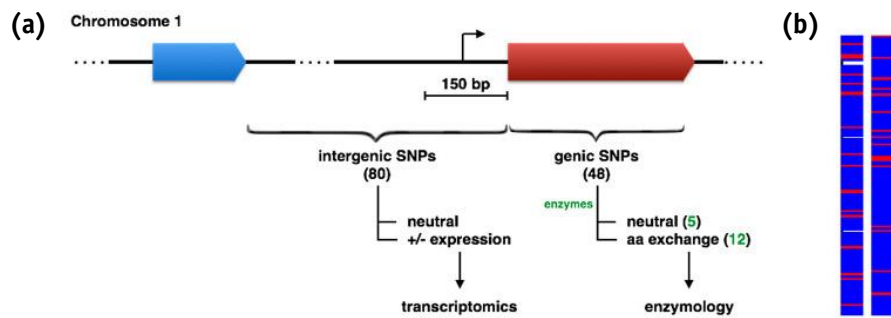 (a)
Chromosome 1
(b)
150 bp
intergenic SNPs
(80)
genic SNPs
(48)
enzymes
neutral
+/- expression
neutral (5)
aa exchange (12)
transcriptomics
enzymology